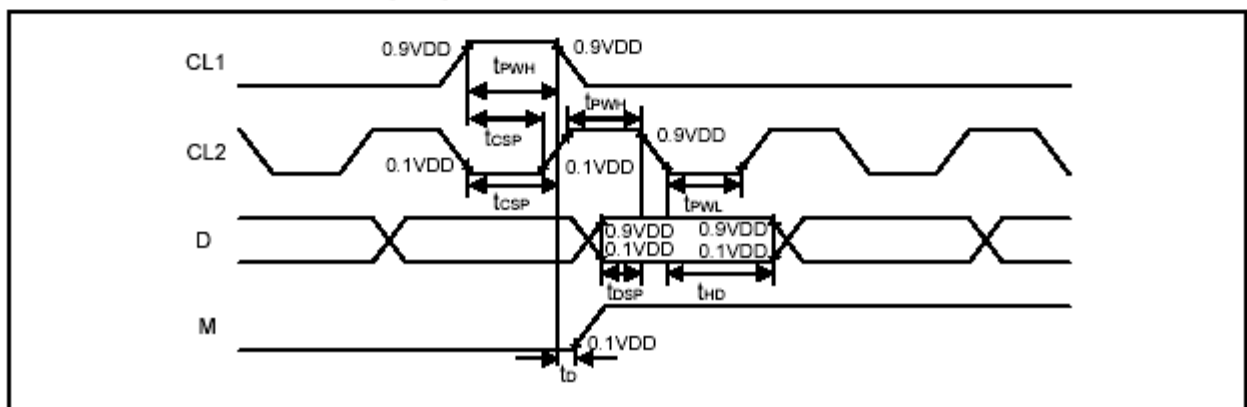 CL1
0.9VDD
0.9VDD
tPWH
tPWH
tCSP
CL2
0.9VDD
0.1VDD
0.1VDD
tCSP
tPWL
D
0.9VDD
0.9VDD
0.1VDD
0.1VDD
tDSP
tHD
M
0.1VDD
tD